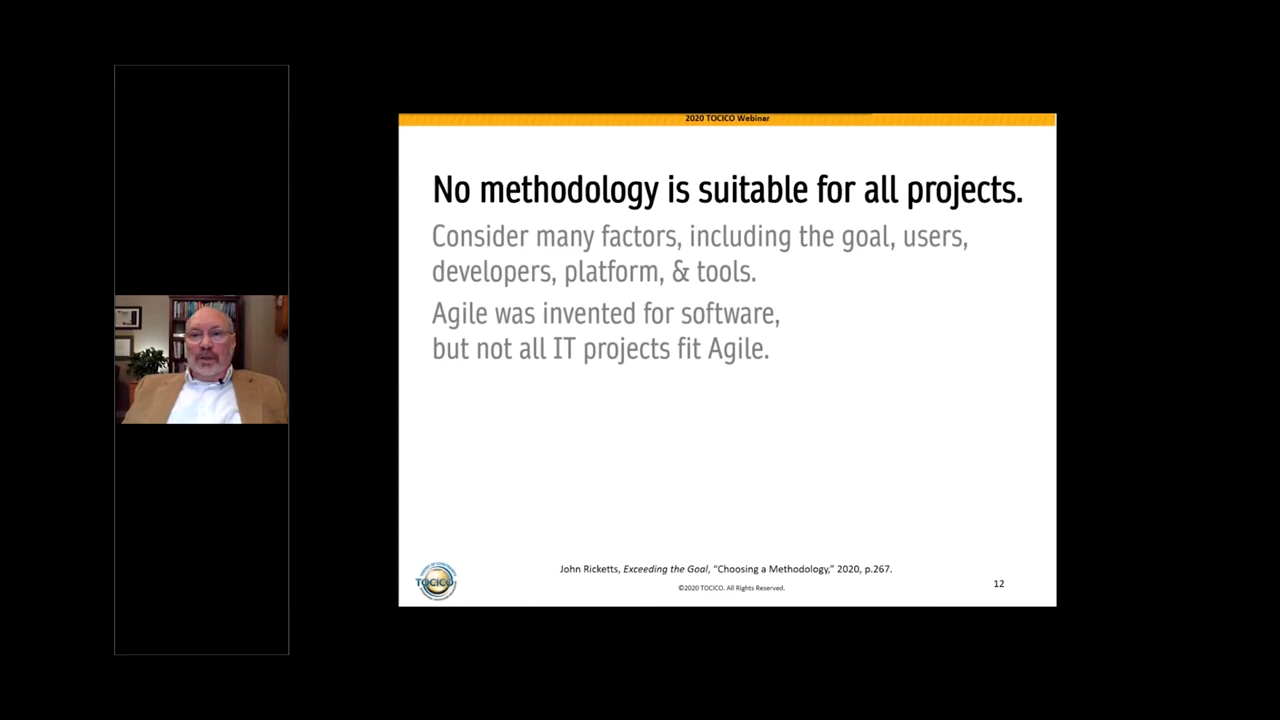 2020 TOCICO Webinar
No methodology is suitable for all projects.
Consider many factors, including the goal, users,
developers, platform, & tools.
Agile was invented for software,
but not all IT projects fit Agile.
John Ricketts, Exceeding the Goal, “Choosing a Methodology,” 2020, p.267.
©2020 TOCICO. All Rights Reserved.
12
TOCICO